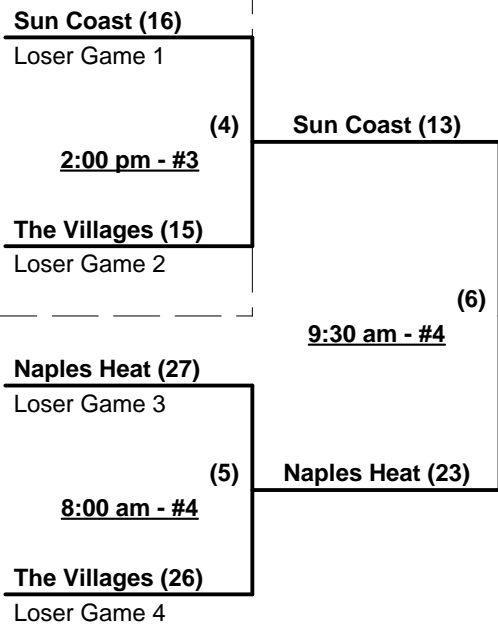 Sun Coast (16)
Loser Game 1
(4)
Sun Coast (13)
2:00 pm - #3
The Villages (15)
Loser Game 2
(6)
9:30 am - #4
Naples Heat (27)
Loser Game 3
(5)
Naples Heat (23)
8:00 am - #4
The Villages (26)
Loser Game 4